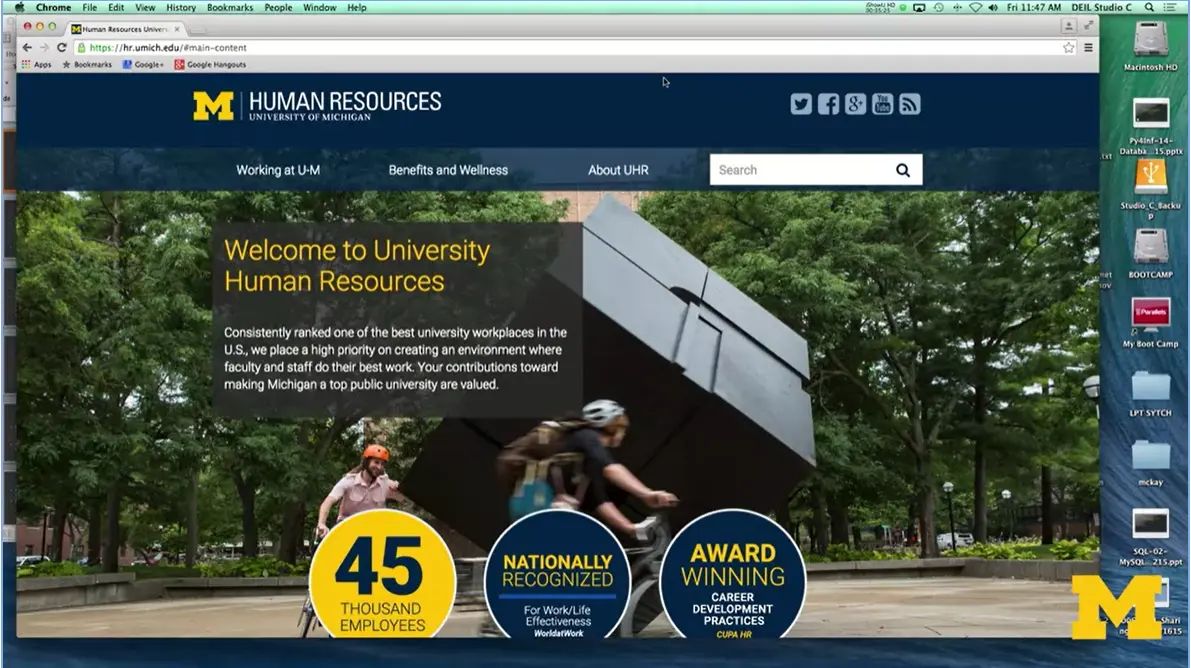 Chrome File Edit View History Bookmarks People Window Help
Fri 11:47 AM DEIL Studio C
Human Resources Univers
https://hr.umich.edu/#main-content
Apps Bookmarks Google+ Google Hangouts
M HUMAN RESOURCES
UNIVERSITY OF MICHIGAN
You
Tube
Working at U-M Benefits and Wellness About UHR Search
Welcome to University
Human Resources
Consistently ranked one of the best university workplaces in the
U.S., we place a high priority on creating an environment where
faculty and staff do their best work. Your contributions toward
making Michigan a top public university are valued.
45
THOUSAND
EMPLOYEES
NATIONALLY
RECOGNIZED
For Work/Life
Effectiveness
WorldatWork
AWARD
WINNING
CAREER
DEVELOPMENT
PRACTICES
CUPA HR
Macintosh HD
Py4Inf-14-
Databa...15.pptx
Studio_C_Backu
p
BOOTCAMP
Parallels
My Boot Camp
LPT SYTCH
mckay
SQL-02-
MySQL...215.ppt
M